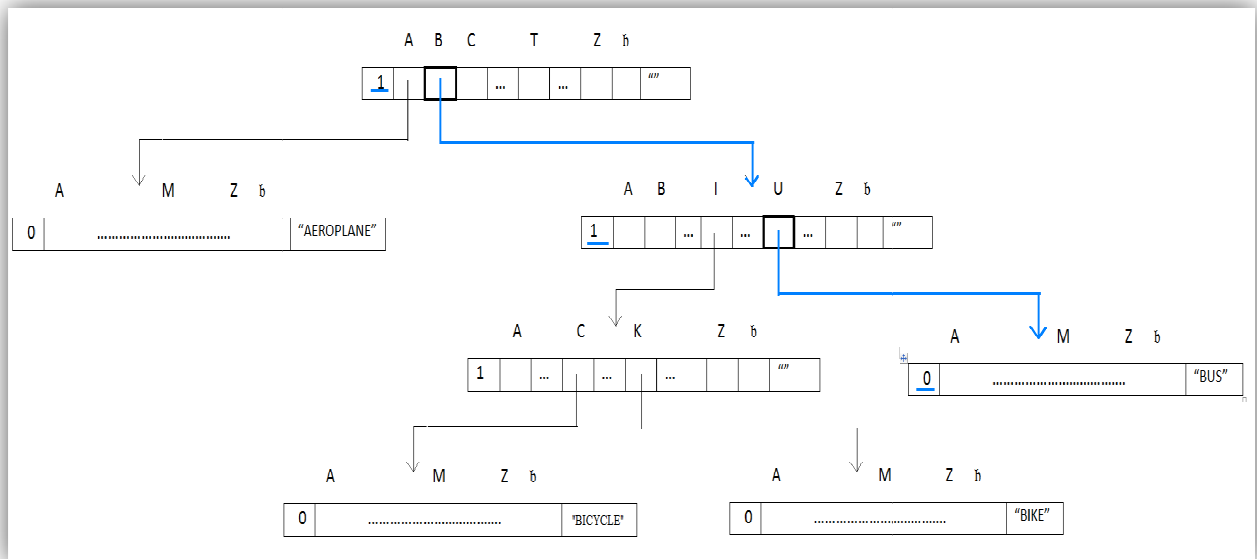 A B C T Z ƀ
1 ... ... “”
A M Z ƀ
A B I U Z ƀ
0 ........................................ “AEROPLANE”
1 ... ... ... “”
A C K Z ƀ
A M Z ƀ
1 ... ... ... “”
0 ........................................ “BUS”
A M Z ƀ
A M Z ƀ
0 ........................................ "BICYCLE"
0 ........................................ “BIKE”